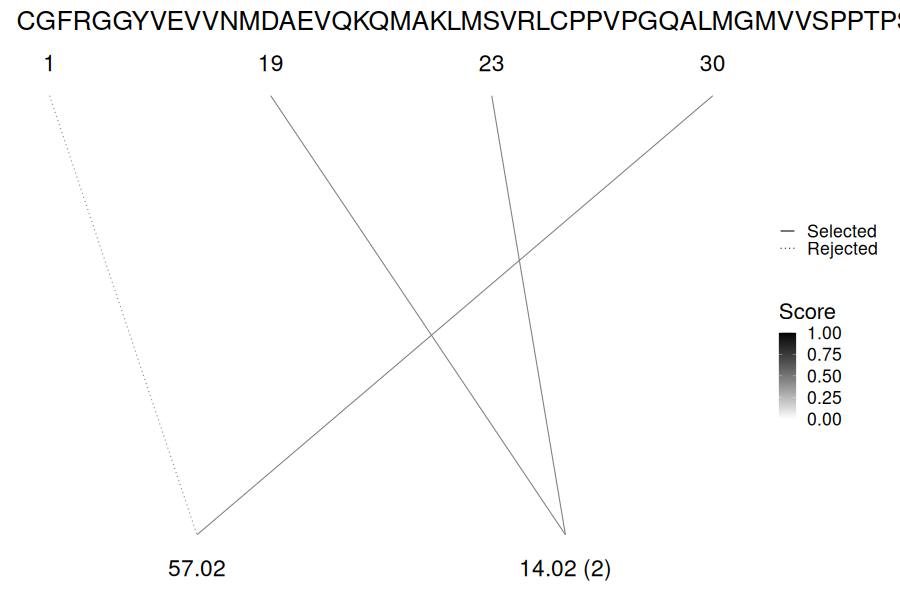 CGFRGGYVEVVNMDAEVQKQMAKLMSVRLCPPVPGQALMGMVVSPPTPS
1 19 23 30
Selected
Rejected
Score
1.00
0.75
0.50
0.25
0.00
57.02 14.02 (2)